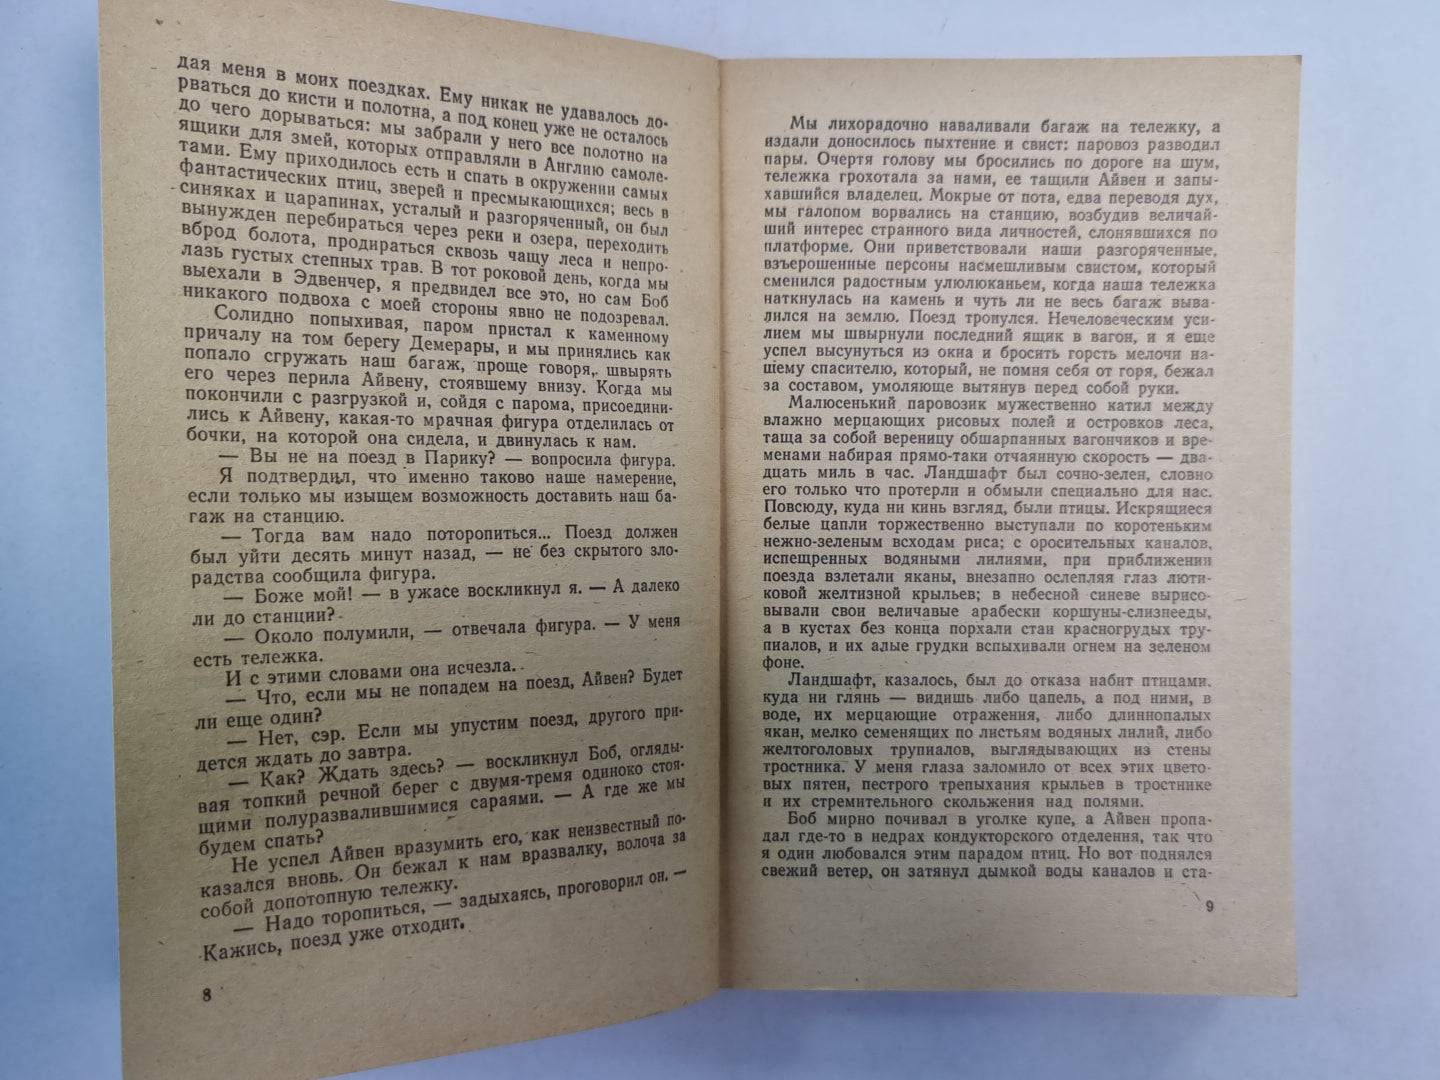 дая меня в моих поездках. Ему никак не удавалось до-
рваться до кисти и полотна, а под конец уже не осталось
до чего дорываться: мы забрали у него все полотно на
ящики для змей, которых отправляли в Англию самоле-
тами. Ему приходилось есть и спать в окружении самых
фантастических птиц, зверей и пресмыкающихся; весь в
синяках и царапинах, усталый и разгоряченный, он был
вынужден перебираться через реки и озера, переходить
вброд болота, продираться сквозь чащу леса и непро-
лазь густых степных трав. В тот роковой день, когда мы
выехали в Эдвенчер, я предвидел все это, но сам Боб
никакого подвоха с моей стороны явно не подозревал.
Солидно попыхивая, паром пристал к каменному
причалу на том берегу Демерары, и мы принялись как
попало сгружать наш багаж, проще говоря, швырять
его через перила Айвену, стоявшему внизу. Когда мы
покончили с разгрузкой и, сойдя с парома, присоедини-
лись к Айвену, какая-то мрачная фигура отделилась от
бочки, на которой она сидела, и двинулась к нам.
— Вы не на поезд в Парику? — вопросила фигура.
Я подтвердил, что именно таково наше намерение,
если только мы изыщем возможность доставить наш ба-
гаж на станцию.
— Тогда вам надо поторопиться... Поезд должен
был уйти десять минут назад, — не без скрытого зло-
радства сообщила фигура.
— Боже мой! — в ужасе воскликнул я. — А далеко
ли до станции?
— Около полумили, — отвечала фигура. — У меня
есть тележка.
И с этими словами она исчезла.
— Что, если мы не попадем на поезд, Айвен? Будет
ли еще один?
— Нет, сэр. Если мы упустим поезд, другого при-
дется ждать до завтра.
— Как? Ждать здесь? — воскликнул Боб, огляды-
вая топкий речной берег с двумя-тремя одиноко стоя-
щими полуразвалившимися сараями. — А где же мы
будем спать?
Не успел Айвен вразумить его, как неизвестный по-
казался вновь. Он бежал к нам вразвалку, волоча за
собой допотопную тележку.
— Надо торопиться, — задыхаясь, проговорил он. —
Кажись, поезд уже отходит.
8
Мы лихорадочно наваливали багаж на тележку, а
издали доносилось пыхтение и свист: паровоз разводил
пары. Очертя голову мы бросились по дороге на шум,
тележка грохотала за нами, ее тащили Айвен и запы-
хавшийся владелец. Мокрые от пота, едва переводя дух,
мы галопом ворвались на станцию, возбудив величай-
ший интерес странного вида личностей, слонявшихся по
платформе. Они приветствовали наши разгоряченные,
взъерошенные персоны насмешливым свистом, который
сменился радостным улюлюканьем, когда наша тележка
наткнулась на камень и чуть ли не весь багаж выва-
лился на землю. Поезд тронулся. Нечеловеческим уси-
лием мы швырнули последний ящик в вагон, и я еще
успел высунуться из окна и бросить горсть мелочи на-
шему спасителю, который, не помня себя от горя, бежал
за составом, умоляюще вытянув перед собой руки.
Малюсенький паровозик мужественно катил между
влажно мерцающих рисовых полей и островков леса,
таща за собой вереницу обшарпанных вагончиков и вре-
менами набирая прямо-таки отчаянную скорость — два-
дцать миль в час. Ландшафт был сочно-зелен, словно
его только что протерли и обмыли специально для нас.
Повсюду, куда ни кинь взгляд, были птицы. Искрящиеся
белые цапли торжественно выступали по коротеньким
нежно-зеленым всходам риса; с оросительных каналов,
испещренных водяными лилиями, при приближении
поезда взлетали яканы, внезапно ослепляя глаз люти-
ковой желтизной крыльев; в небесной синеве вырисо-
вывали свои величавые арабески коршуны-слизнееды,
а в кустах без конца порхали стаи красногрудых тру-
пиалов, и их алые грудки вспыхивали огнем на зеленом
фоне.
Ландшафт, казалось, был до отказа набит птицами,
куда ни глянь — видишь либо цапель, а под ними, в
воде, их мерцающие отражения, либо длиннопалых
якан, мелко семенящих по листьям водяных лилий, либо
желтоголовых трупиалов, выглядывающих из стены
тростника. У меня глаза заломило от всех этих цвето-
вых пятен, пестрого трепыхания крыльев в тростнике
и их стремительного скольжения над полями.
Боб мирно почивал в уголке купе, а Айвен пропа-
дал где-то в недрах кондукторского отделения, так что
я один любовался этим парадом птиц. Но вот поднялся
свежий ветер, он затянул дымкой воды каналов и ста-
9